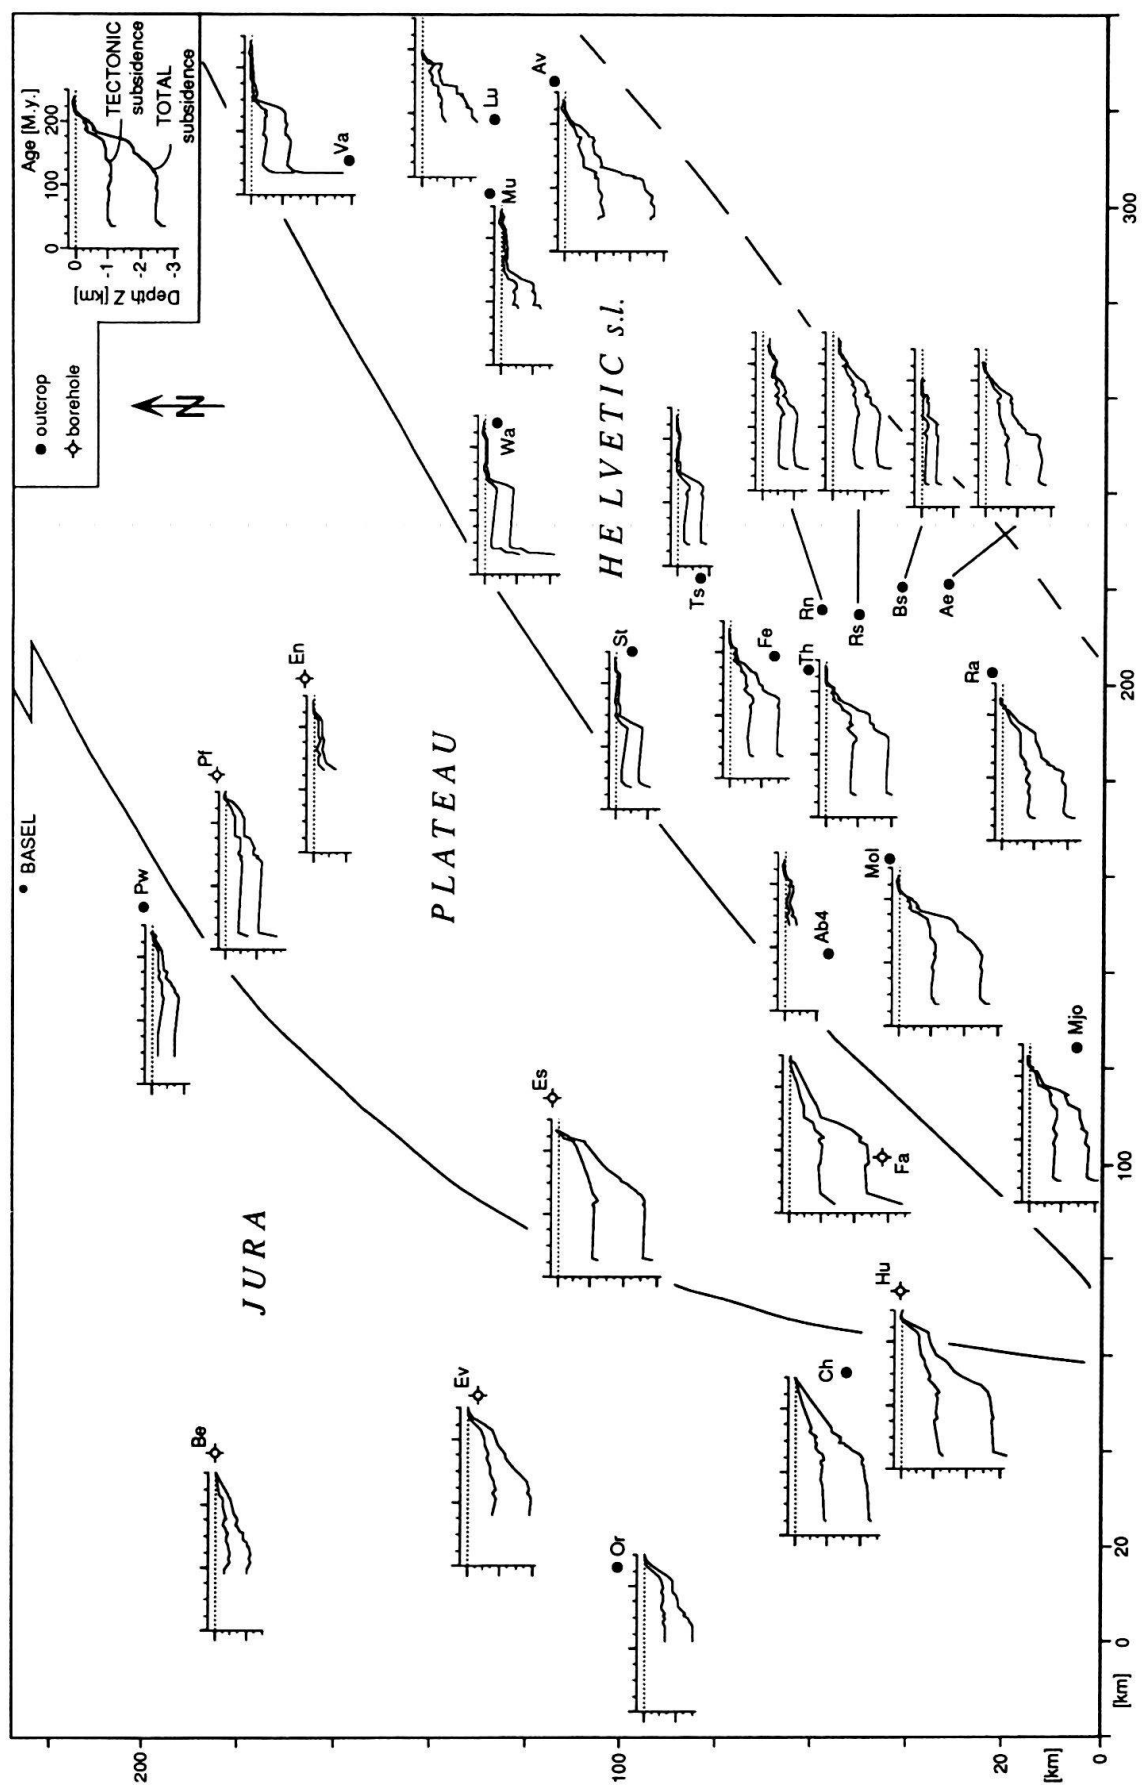 Age [M.y.]
0
100
200
Depth Z [km]
0
-1
-2
-3
TECTONIC
subsidence
TOTAL
subsidence
outcrop
borehole
N
BASEL
JURA
PLATEAU
HELVETIC s.l.
Be
Ev
Or
Ch
Hu
Es
Fa
Pw
Pf
En
Mjo
Mol
Ab4
St
Th
Fe
Ra
Ts
Wa
Rn
Rs
Bs
Ae
Mu
Av
Lu
Va
200
100
20
0
[km]
[km]
0
20
100
200
300